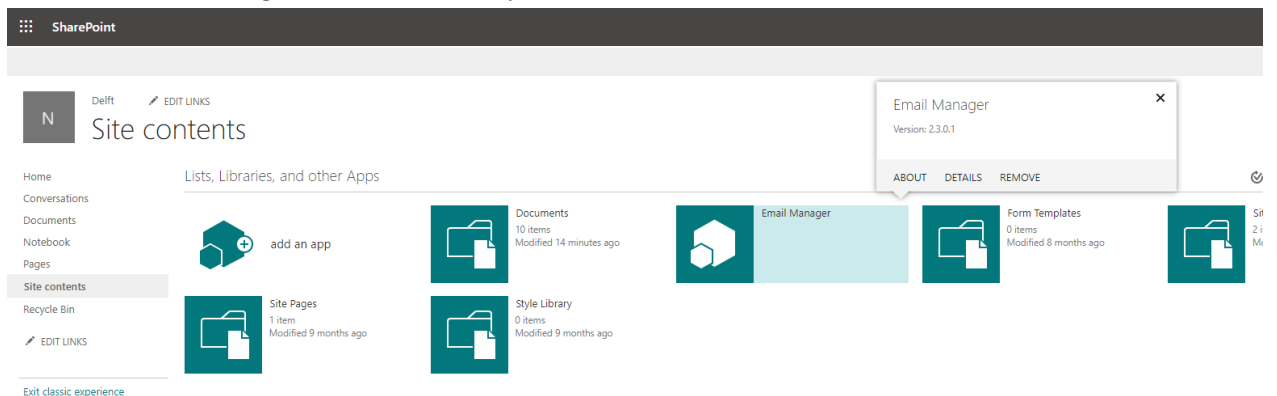 SharePoint
Delft
EDIT LINKS
N
Site contents
Email Manager
Version: 2.3.0.1
ABOUT DETAILS REMOVE
Home
Conversations
Documents
Notebook
Pages
Site contents
Recycle Bin
EDIT LINKS
Exit classic experience
Lists, Libraries, and other Apps
add an app
Documents
10 items
Modified 14 minutes ago
Email Manager
Form Templates
0 items
Modified 8 months ago
Site Pages
1 item
Modified 9 months ago
Style Library
0 items
Modified 9 months ago